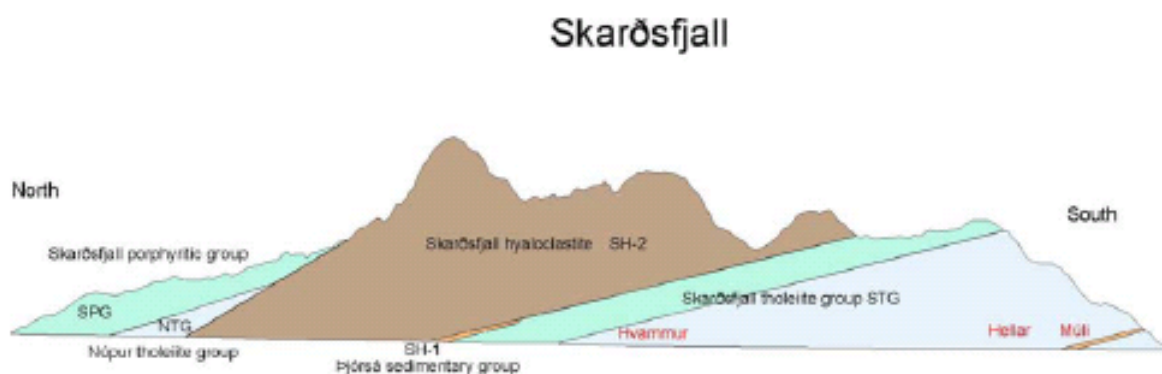 Skarðsfjall
North
South
Skarðsfjall hyaloclastite SH-2
Skarðsfjall porphyritic group
Skarðsfjall tholeiite group STG
SPG
NTG
Hvammur
Hellar
Múli
Núpur tholeiite group
SH-1
Þjórsá sedimentary group